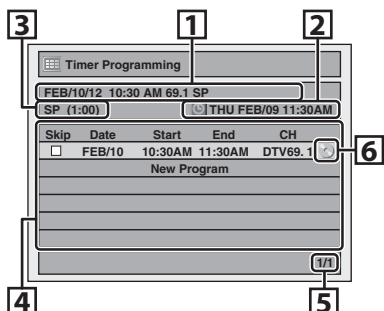 3 1 2
Timer Programming
FEB/10/12 10:30 AM 69.1 SP
SP (1:00) THU FEB/09 11:30AM
Skip Date Start End CH
FEB/10 10:30AM 11:30AM DTV69. 1
6
New Program
1/1
4 5